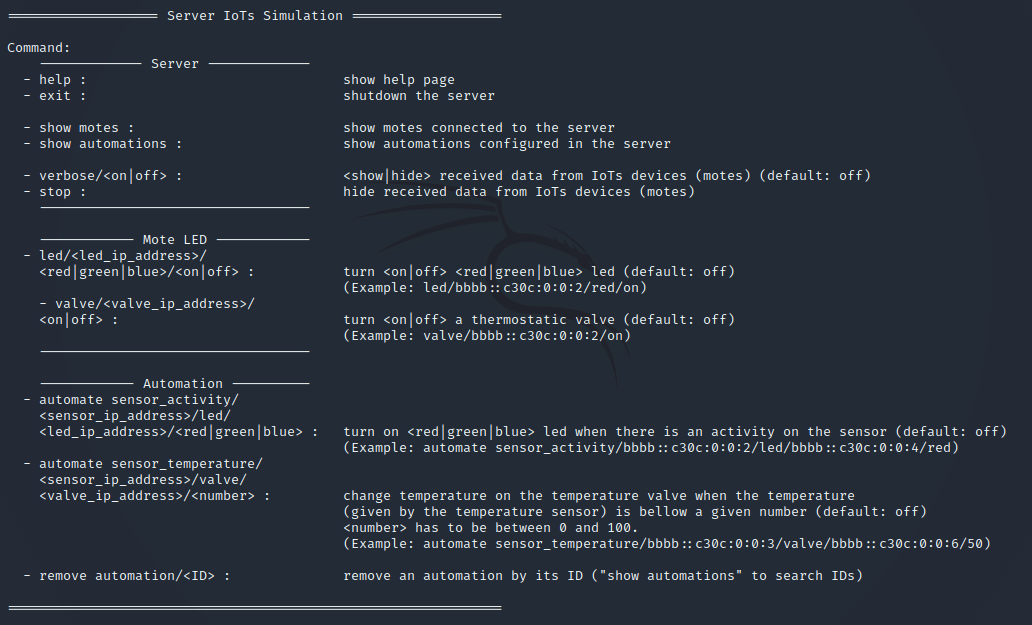 ═══════════════════ Server IoTs Simulation ═══════════════════
Command:
───────────── Server ─────────────
- help : show help page
- exit : shutdown the server
- show motes : show motes connected to the server
- show automations : show automations configured in the server
- verbose/<on|off> : <show|hide> received data from IoTs devices (motes) (default: off)
- stop : hide received data from IoTs devices (motes)
──────────── Mote LED ────────────
- led/<led_ip_address>/
<red|green|blue>/<on|off> : turn <on|off> <red|green|blue> led (default: off)
(Example: led/bbbb::c30c:0:0:2/red/on)
- valve/<valve_ip_address>/
<on|off> : turn <on|off> a thermostatic valve (default: off)
(Example: valve/bbbb::c30c:0:0:2/on)
──────────── Automation ──────────
- automate sensor_activity/
<sensor_ip_address>/led/
<led_ip_address>/<red|green|blue> : turn on <red|green|blue> led when there is an activity on the sensor (default: off)
(Example: automate sensor_activity/bbbb::c30c:0:0:2/led/bbbb::c30c:0:0:4/red)
- automate sensor_temperature/
<sensor_ip_address>/valve/
<valve_ip_address>/<number> : change temperature on the temperature valve when the temperature
(given by the temperature sensor) is bellow a given number (default: off)
<number> has to be between 0 and 100.
(Example: automate sensor_temperature/bbbb::c30c:0:0:3/valve/bbbb::c30c:0:0:6/50)
- remove automation/<ID> : remove an automation by its ID ("show automations" to search IDs)